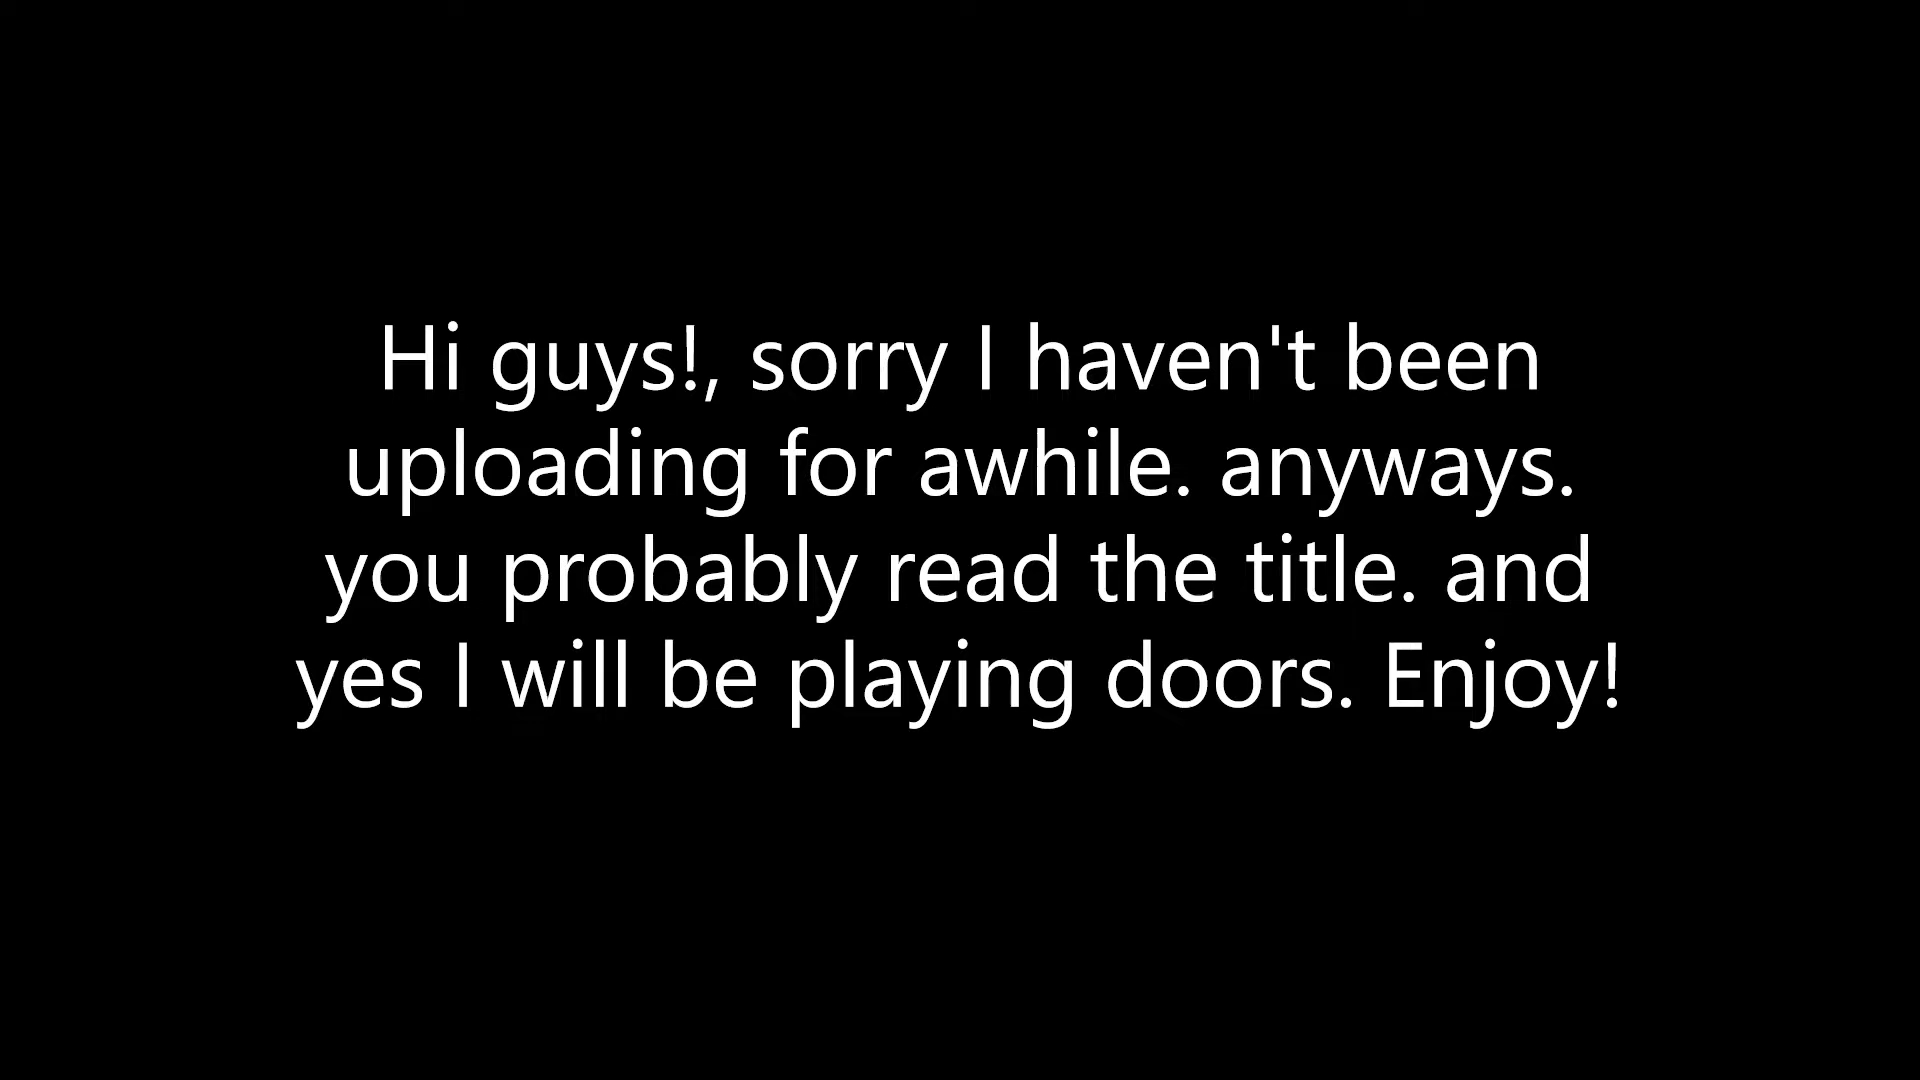 Hi guys!, sorry I haven't been
uploading for awhile. anyways.
you probably read the title. and
yes I will be playing doors. Enjoy!